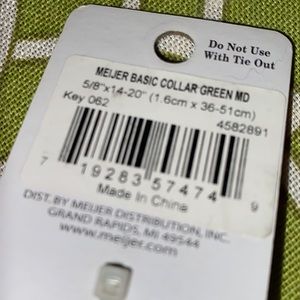 Do Not Use
With Tie Out
MEIJER BASIC COLLAR GREEN MD
5/8"x14-20" (1.6cm x 36-51cm)
Key 062
4582891
7 19283 57474 9
Made In China
DIST. BY MEIJER DISTRIBUTION, INC.
GRAND RAPIDS, MI 49544
www.meijer.com